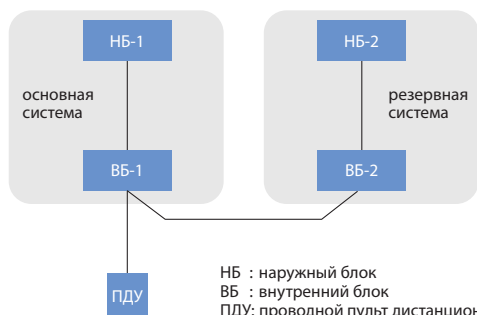 НБ-1
НБ-2
основная
система
резервная
система
ВБ-1
ВБ-2
ПДУ
НБ : наружный блок
ВБ : внутренний блок
ПДУ: проводной пульт